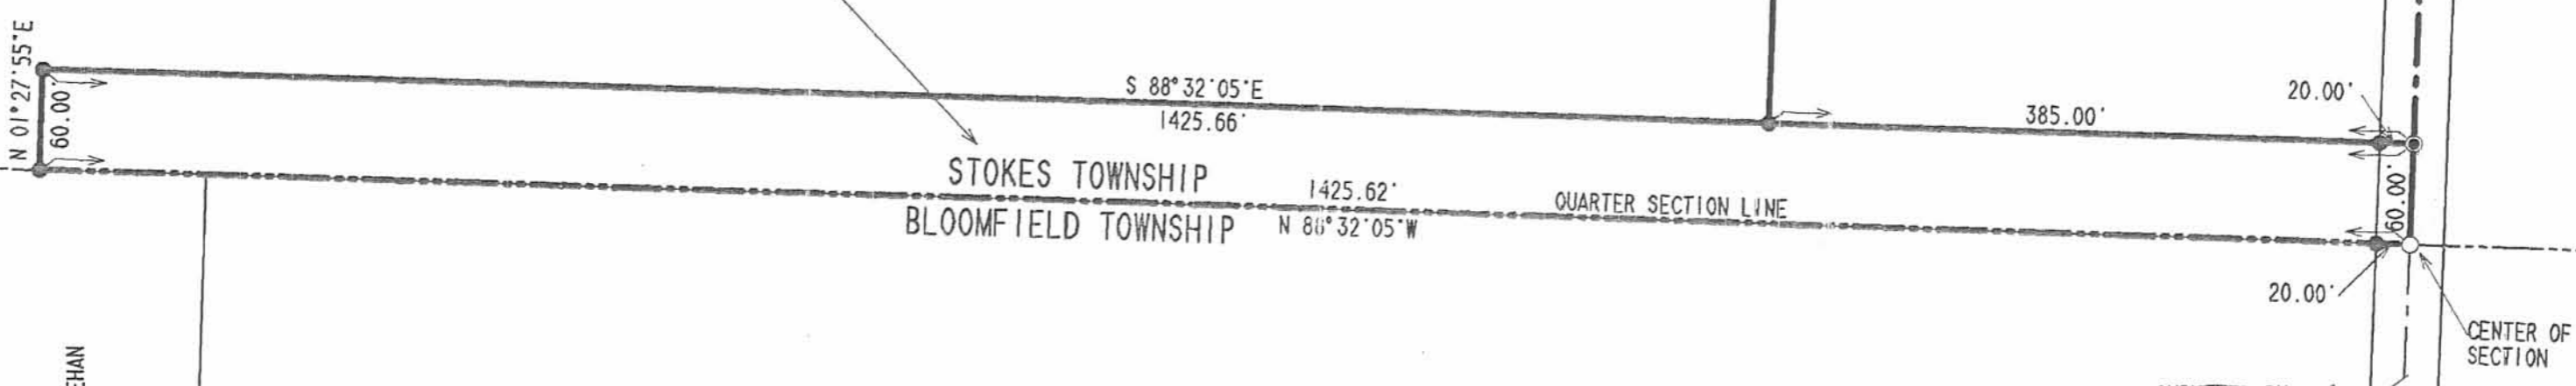 N 01°27'55"E
60.00'
S 88°32'05"E
1425.66'
385.00'
20.00'
STOKES TOWNSHIP
1425.62'
QUARTER SECTION LINE
BLOOMFIELD TOWNSHIP
N 88°32'05"W
60.00'
20.00'
CENTER OF
SECTION
EHAN